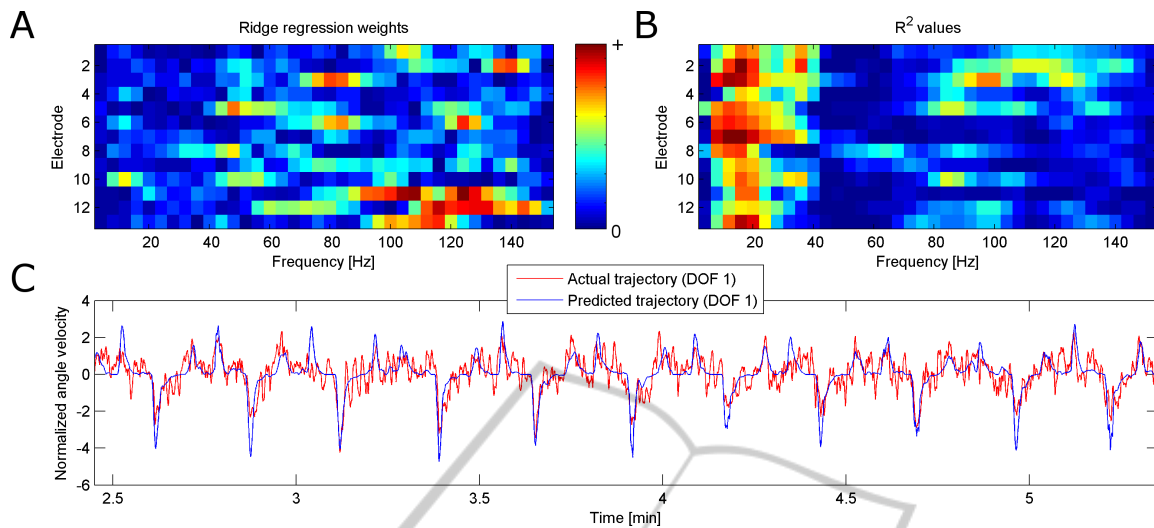 A
Ridge regression weights
Electrode
2
4
6
8
10
12
20 40 60 80 100 120 140
Frequency [Hz]
+
0
B
R² values
Electrode
2
4
6
8
10
12
20 40 60 80 100 120 140
Frequency [Hz]
C
Actual trajectory (DOF 1)
Predicted trajectory (DOF 1)
Normalized angle velocity
4
2
0
-2
-4
-6
2.5 3 3.5 4 4.5 5
Time [min]